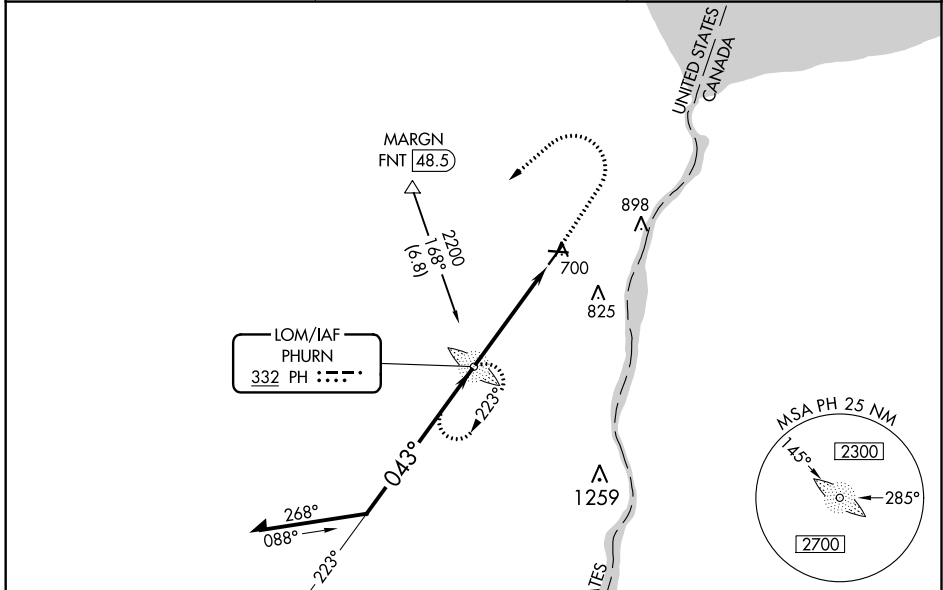 UNITED STATES
CANADA
MARGN
FNT 48.5
2200
168°
(6.8)
898
700
825
LOM/IAF
PHURN
332 PH
223°
043°
1259
268°
088°
223°
MSA PH 25 NM
145°
2300
285°
2700